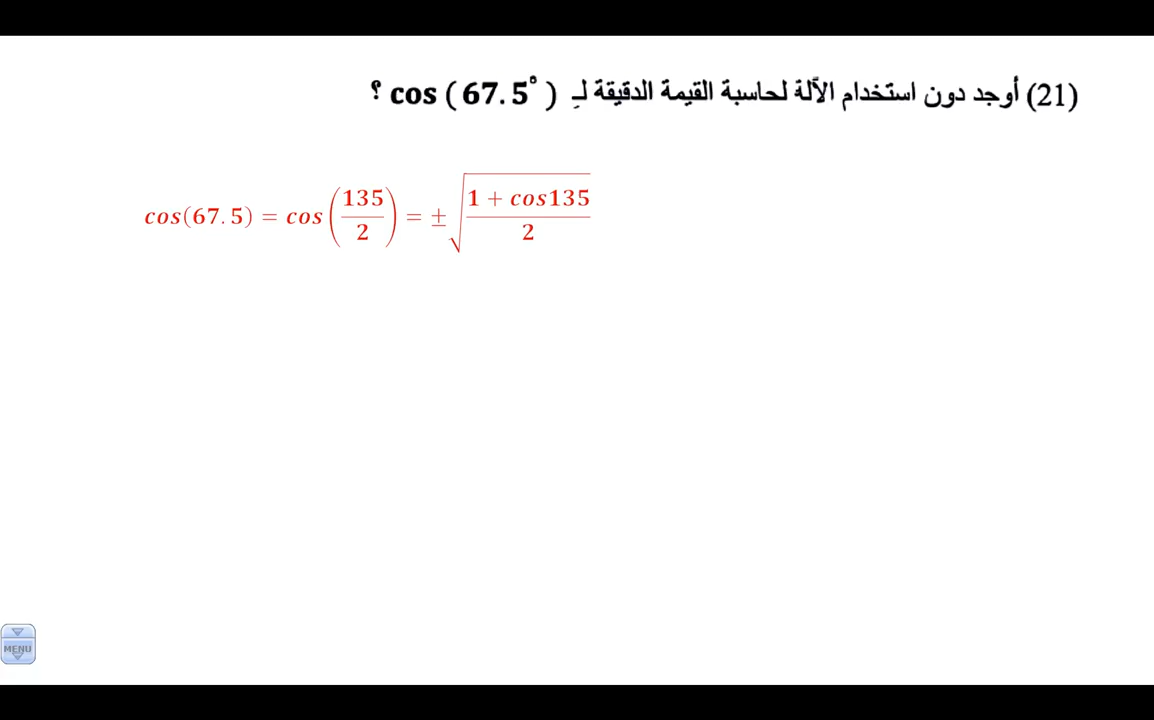 (21) أوجد دون استخدام الآلة لحاسبة القيمة الدقيقة لـِ cos ( 67. 5° ) ؟
cos(67. 5) = cos(135/2) = ± √((1 + cos135)/2)
MENU